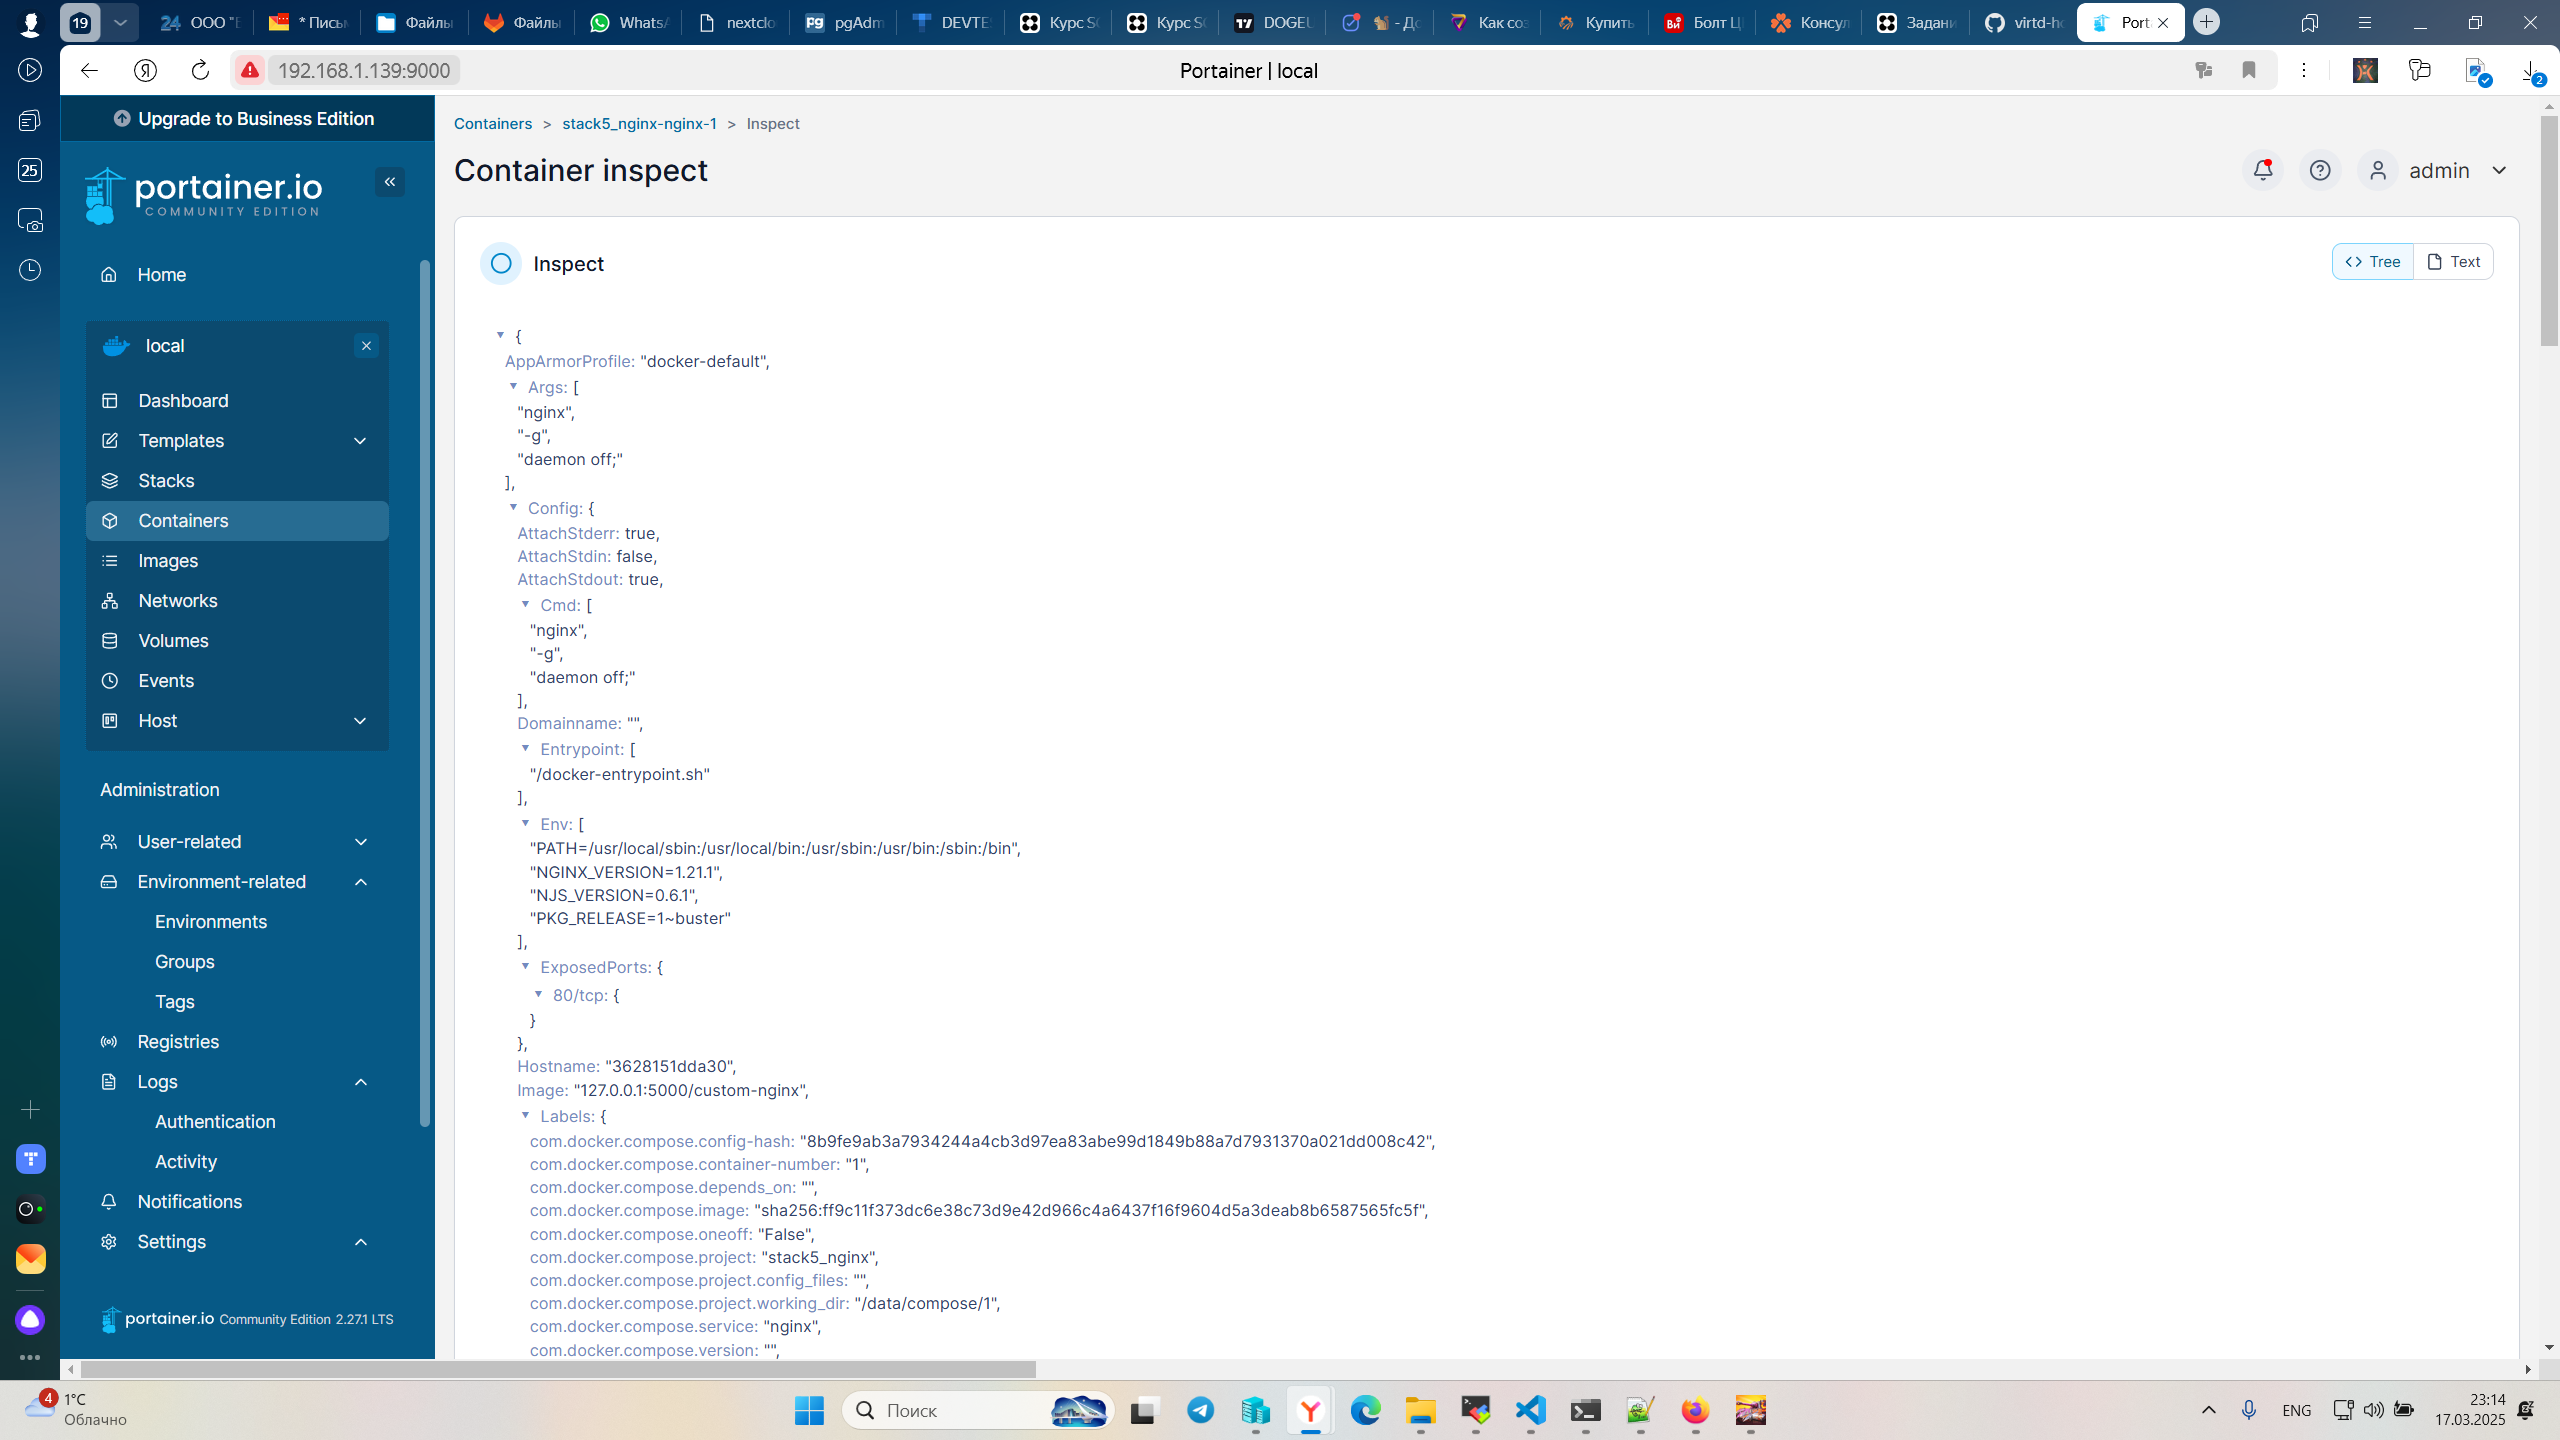 19
24 ООО "Е
* Письм
Файлы
Файлы
WhatsA
nextclo
pgAdm
DEVTE
Курс SO
Курс SO
DOGEU
- До
Как соз
Купить
Ви Болт Ц
Консул
Задани
virtd-ho
Port
192.168.1.139:9000
Portainer | local
2
25
Upgrade to Business Edition
portainer.io
COMMUNITY EDITION
Home
local
Dashboard
Templates
Stacks
Containers
Images
Networks
Volumes
Events
Host
Administration
User-related
Environment-related
Environments
Groups
Tags
Registries
Logs
Authentication
Activity
Notifications
Settings
portainer.io Community Edition 2.27.1 LTS
Containers > stack5_nginx-nginx-1 > Inspect
Container inspect
admin
Inspect
Tree
Text
{
AppArmorProfile: "docker-default",
Args: [
"nginx",
"-g",
"daemon off;"
],
Config: {
AttachStderr: true,
AttachStdin: false,
AttachStdout: true,
Cmd: [
"nginx",
"-g",
"daemon off;"
],
Domainname: "",
Entrypoint: [
"/docker-entrypoint.sh"
],
Env: [
"PATH=/usr/local/sbin:/usr/local/bin:/usr/sbin:/usr/bin:/sbin:/bin",
"NGINX_VERSION=1.21.1",
"NJS_VERSION=0.6.1",
"PKG_RELEASE=1~buster"
],
ExposedPorts: {
80/tcp: {
}
},
Hostname: "3628151dda30",
Image: "127.0.0.1:5000/custom-nginx",
Labels: {
com.docker.compose.config-hash: "8b9fe9ab3a7934244a4cb3d97ea83abe99d1849b88a7d7931370a021dd008c42",
com.docker.compose.container-number: "1",
com.docker.compose.depends_on: "",
com.docker.compose.image: "sha256:ff9c11f373dc6e38c73d9e42d966c4a6437f16f9604d5a3deab8b6587565fc5f",
com.docker.compose.oneoff: "False",
com.docker.compose.project: "stack5_nginx",
com.docker.compose.project.config_files: "",
com.docker.compose.project.working_dir: "/data/compose/1",
com.docker.compose.service: "nginx",
com.docker.compose.version: "",
4
1°C
Облачно
Поиск
ENG
23:14
17.03.2025